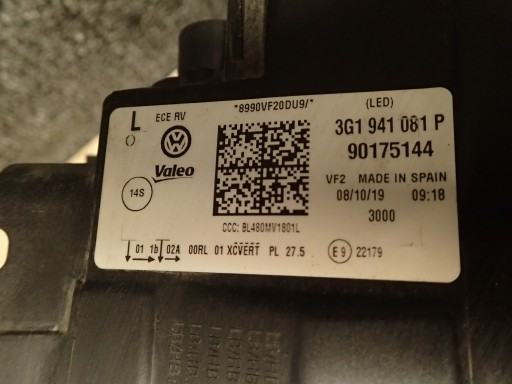 L ECE RV
"8990VF20DU9/"
(LED)
3G1 941 081 P
90175144
Valeo
14S
VF2 MADE IN SPAIN
08/10/19 09:18
3000
CCC: BL480MV1801L
01 1b 02A 00RL 01 XCVERT PL 27.5
E9 22179